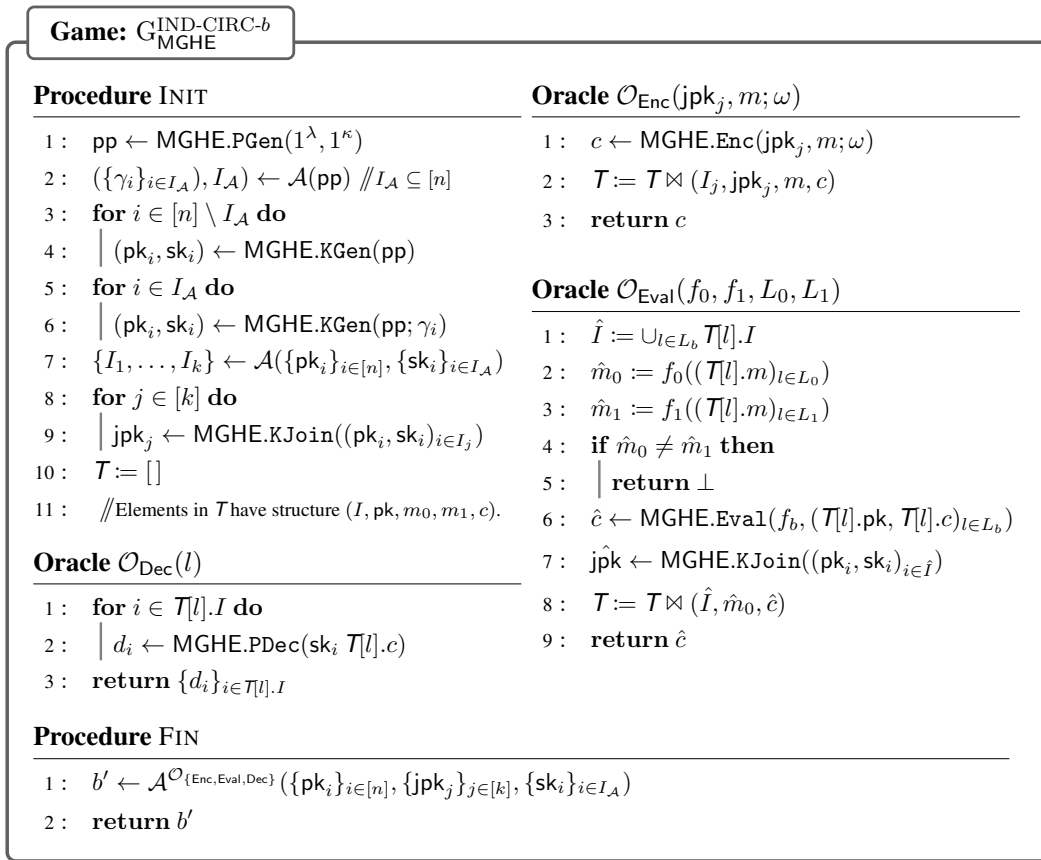 Game: G^{IND-CIRC-b}_{MGHE}
Procedure INIT
1 : pp ← MGHE.PGen(1^λ, 1^κ)
2 : ({γ_i}_{i∈I_𝒜}), I_𝒜) ← 𝒜(pp) // I_𝒜 ⊆ [n]
3 : for i ∈ [n] \ I_𝒜 do
4 : (pk_i, sk_i) ← MGHE.KGen(pp)
5 : for i ∈ I_𝒜 do
6 : (pk_i, sk_i) ← MGHE.KGen(pp; γ_i)
7 : {I_1, . . . , I_k} ← 𝒜({pk_i}_{i∈[n]}, {sk_i}_{i∈I_𝒜})
8 : for j ∈ [k] do
9 : jpk_j ← MGHE.KJoin((pk_i, sk_i)_{i∈I_j})
10 : T := [ ]
11 : // Elements in T have structure (I, pk, m_0, m_1, c).
Oracle 𝒪_Dec(l)
1 : for i ∈ T[l].I do
2 : d_i ← MGHE.PDec(sk_i T[l].c)
3 : return {d_i}_{i∈T[l].I}
Oracle 𝒪_Enc(jpk_j, m; ω)
1 : c ← MGHE.Enc(jpk_j, m; ω)
2 : T := T ⋈ (I_j, jpk_j, m, c)
3 : return c
Oracle 𝒪_Eval(f_0, f_1, L_0, L_1)
1 : Î := ∪_{l∈L_b} T[l].I
2 : m̂_0 := f_0((T[l].m)_{l∈L_0})
3 : m̂_1 := f_1((T[l].m)_{l∈L_1})
4 : if m̂_0 ≠ m̂_1 then
5 : return ⊥
6 : ĉ ← MGHE.Eval(f_b, (T[l].pk, T[l].c)_{l∈L_b})
7 : jp̂k ← MGHE.KJoin((pk_i, sk_i)_{i∈Î})
8 : T := T ⋈ (Î, m̂_0, ĉ)
9 : return ĉ
Procedure FIN
1 : b′ ← 𝒜^{𝒪_{Enc,Eval,Dec}}({pk_i}_{i∈[n]}, {jpk_j}_{j∈[k]}, {sk_i}_{i∈I_𝒜})
2 : return b′